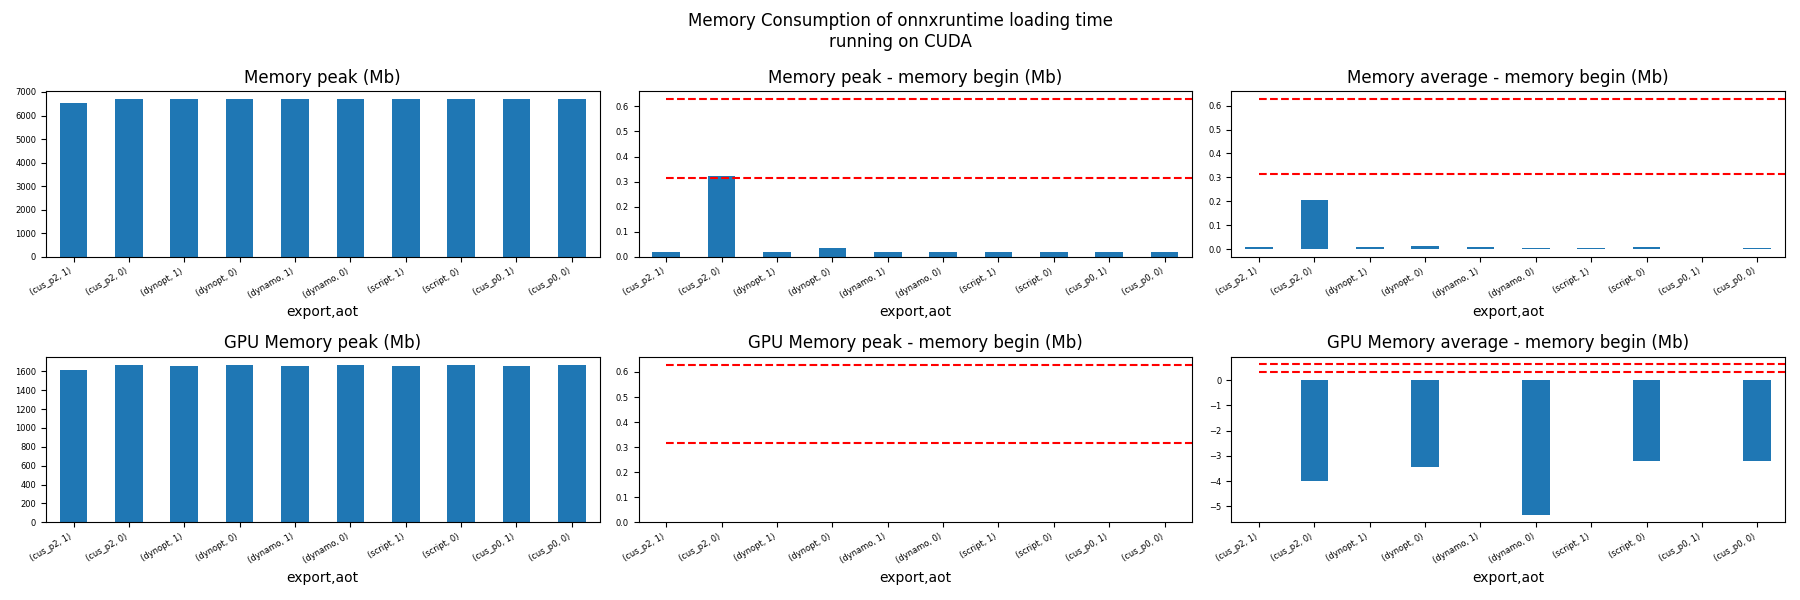 Memory Consumption of onnxruntime loading time
running on CUDA
Memory peak (Mb)
7000
6000
5000
4000
3000
2000
1000
0
(cus_p2, 1)
(cus_p2, 0)
(dynopt, 1)
(dynopt, 0)
(dynamo, 1)
(dynamo, 0)
(script, 1)
(script, 0)
(cus_p0, 1)
(cus_p0, 0)
export,aot
Memory peak - memory begin (Mb)
0.6
0.5
0.4
0.3
0.2
0.1
0.0
(cus_p2, 1)
(cus_p2, 0)
(dynopt, 1)
(dynopt, 0)
(dynamo, 1)
(dynamo, 0)
(script, 1)
(script, 0)
(cus_p0, 1)
(cus_p0, 0)
export,aot
Memory average - memory begin (Mb)
0.6
0.5
0.4
0.3
0.2
0.1
0.0
(cus_p2, 1)
(cus_p2, 0)
(dynopt, 1)
(dynopt, 0)
(dynamo, 1)
(dynamo, 0)
(script, 1)
(script, 0)
(cus_p0, 1)
(cus_p0, 0)
export,aot
GPU Memory peak (Mb)
1600
1400
1200
1000
800
600
400
200
0
(cus_p2, 1)
(cus_p2, 0)
(dynopt, 1)
(dynopt, 0)
(dynamo, 1)
(dynamo, 0)
(script, 1)
(script, 0)
(cus_p0, 1)
(cus_p0, 0)
export,aot
GPU Memory peak - memory begin (Mb)
0.6
0.5
0.4
0.3
0.2
0.1
0.0
(cus_p2, 1)
(cus_p2, 0)
(dynopt, 1)
(dynopt, 0)
(dynamo, 1)
(dynamo, 0)
(script, 1)
(script, 0)
(cus_p0, 1)
(cus_p0, 0)
export,aot
GPU Memory average - memory begin (Mb)
0
−1
−2
−3
−4
−5
(cus_p2, 1)
(cus_p2, 0)
(dynopt, 1)
(dynopt, 0)
(dynamo, 1)
(dynamo, 0)
(script, 1)
(script, 0)
(cus_p0, 1)
(cus_p0, 0)
export,aot